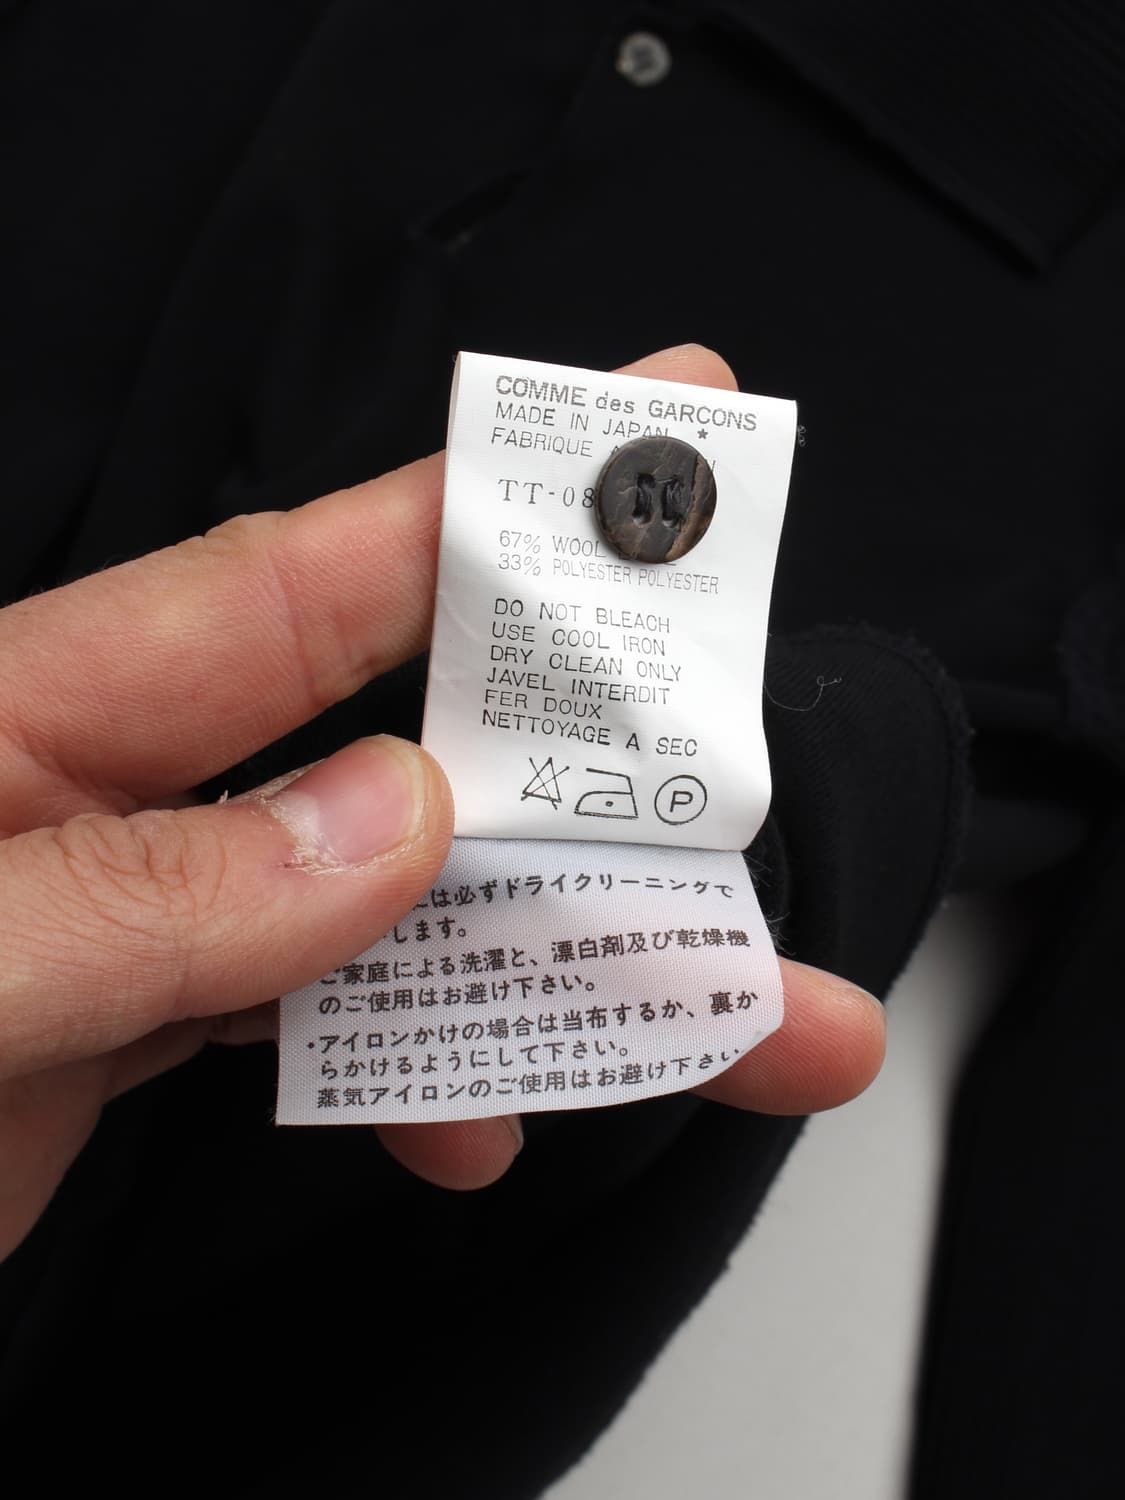 COMME des GARCONS
MADE IN JAPAN ★
FABRIQUE
TT-08
67% WOOL
33% POLYESTER POLYESTER
DO NOT BLEACH
USE COOL IRON
DRY CLEAN ONLY
JAVEL INTERDIT
FER DOUX
NETTOYAGE A SEC
P
には必ずドライクリーニングで
します。
ご家庭による洗濯と、漂白剤及び乾燥機
のご使用はお避け下さい。
・アイロンかけの場合は当布するか、裏か
らかけるようにして下さい。
蒸気アイロンのご使用はお避け下さい。